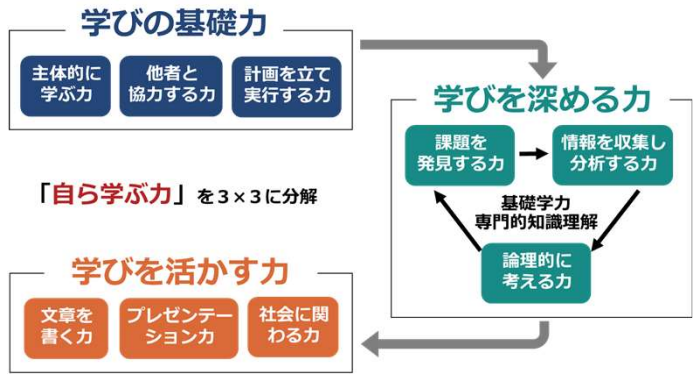 学びの基礎力
主体的に
学ぶ力
他者と
協力する力
計画を立て
実行する力
学びを深める力
課題を
発見する力
情報を収集し
分析する力
基礎学力
専門的知識理解
論理的に
考える力
「自ら学ぶ力」を3×3に分解
学びを活かす力
文章を
書く力
プレゼンテー
ション力
社会に関
わる力